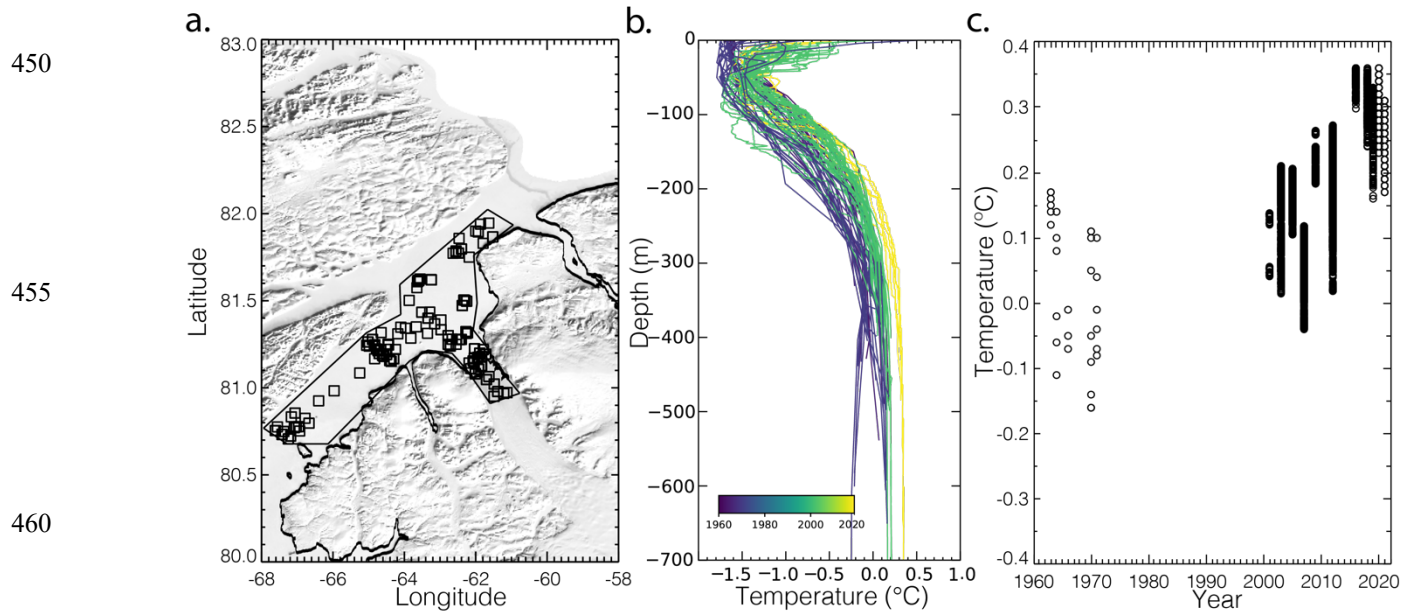 450
455
460
a.
83.0
82.5
82.0
81.5
81.0
80.5
80.0
Latitude
-68 -66 -64 -62 -60 -58
Longitude
b.
0
−100
−200
−300
−400
−500
−600
−700
Depth (m)
1960 1980 2000 2020
−1.5 −1.0 −0.5 0.0 0.5 1.0
Temperature (°C)
c.
0.4
0.3
0.2
0.1
0.0
-0.1
-0.2
-0.3
-0.4
Temperature (°C)
1960 1970 1980 1990 2000 2010 2020
Year